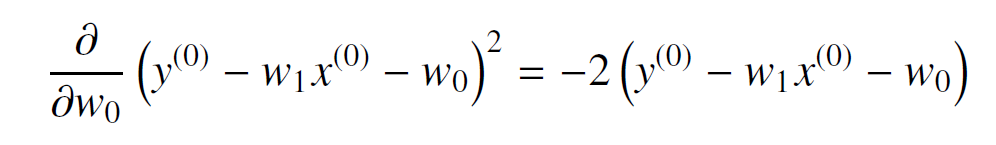 ∂/∂w₀ (y⁽⁰⁾ − w₁x⁽⁰⁾ − w₀)² = −2 (y⁽⁰⁾ − w₁x⁽⁰⁾ − w₀)